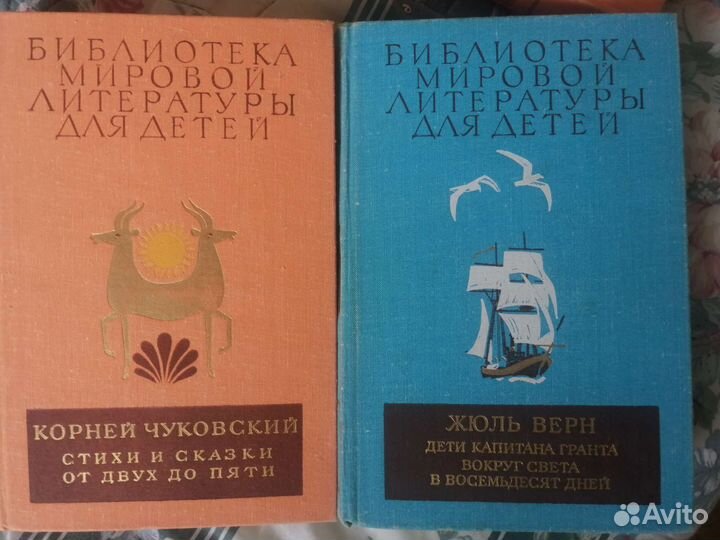 БИБЛИОТЕКА
МИРОВОЙ
ЛИТЕРАТУРЫ
ДЛЯ ДЕТЕЙ
КОРНЕЙ ЧУКОВСКИЙ
СТИХИ И СКАЗКИ
ОТ ДВУХ ДО ПЯТИ
БИБЛИОТЕКА
МИРОВОЙ
ЛИТЕРАТУРЫ
ДЛЯ ДЕТЕЙ
ЖЮЛЬ ВЕРН
ДЕТИ КАПИТАНА ГРАНТА
ВОКРУГ СВЕТА
В ВОСЕМЬДЕСЯТ ДНЕЙ
Avito